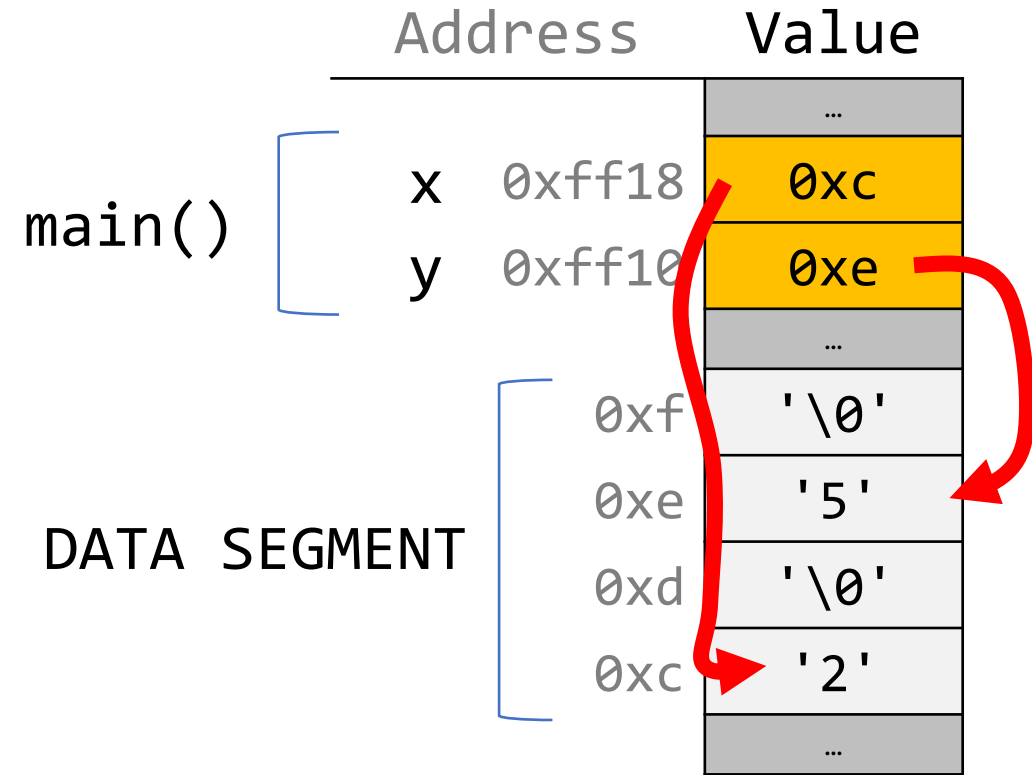 Address Value
…
x 0xff18 0xc
main()
y 0xff10 0xe
…
0xf '\0'
0xe '5'
DATA SEGMENT
0xd '\0'
0xc '2'
…